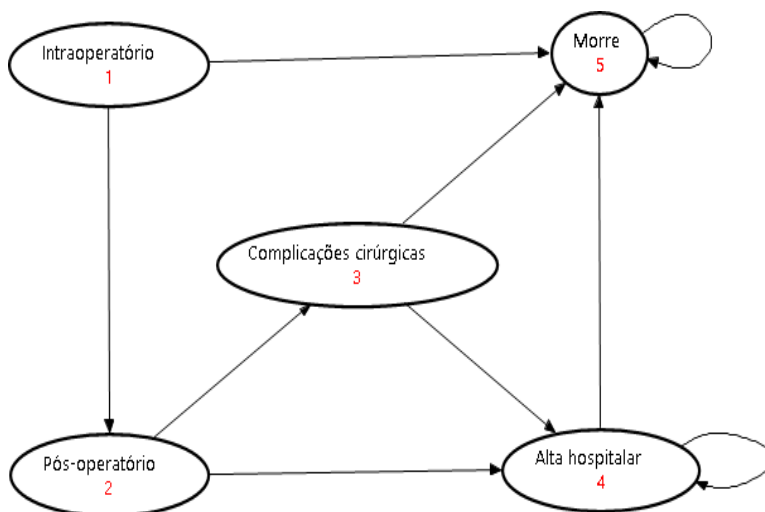 Intraoperatório
1
Morre
5
Complicações cirúrgicas
3
Pós-operatório
2
Alta hospitalar
4